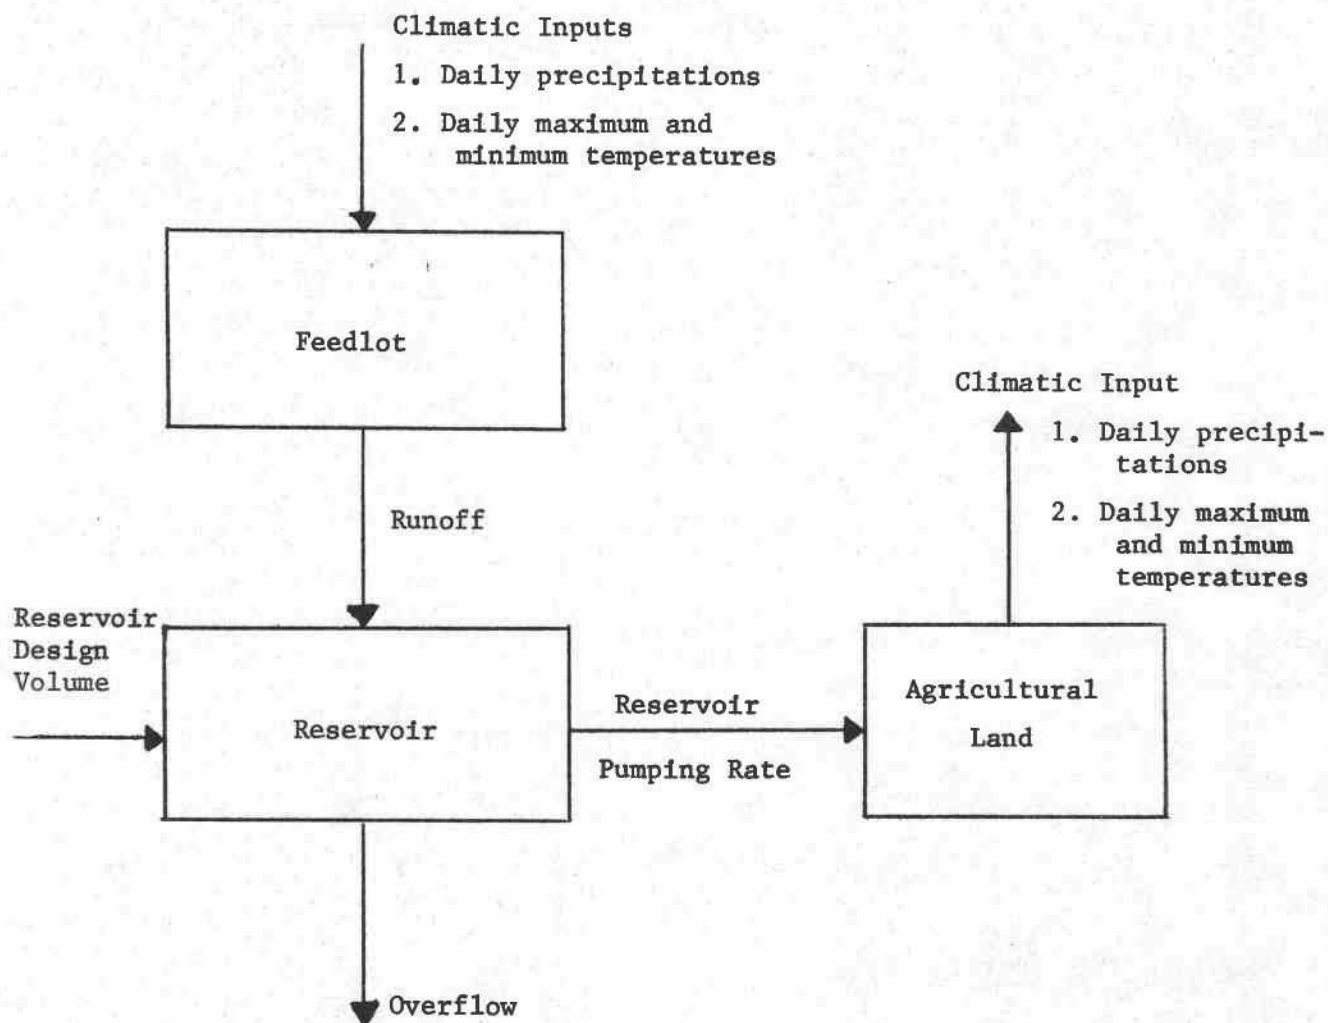 Climatic Inputs
1. Daily precipitations
2. Daily maximum and
minimum temperatures
Feedlot
Climatic Input
1. Daily precipi-
tations
2. Daily maximum
and minimum
temperatures
Runoff
Reservoir
Design
Volume
Reservoir
Reservoir
Pumping Rate
Agricultural
Land
Overflow